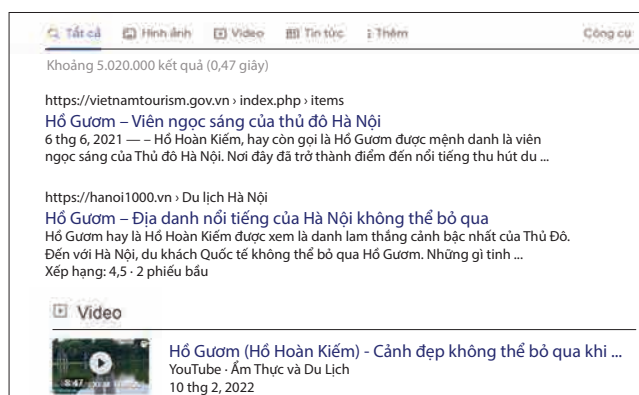 Tất cả Hình ảnh Video Tin tức Thêm Công cụ
Khoảng 5.020.000 kết quả (0,47 giây)
https://vietnamtourism.gov.vn › index.php › items
Hồ Gươm – Viên ngọc sáng của thủ đô Hà Nội
6 thg 6, 2021 — – Hồ Hoàn Kiếm, hay còn gọi là Hồ Gươm được mệnh danh là viên
ngọc sáng của Thủ đô Hà Nội. Nơi đây đã trở thành điểm đến nổi tiếng thu hút du ...
https://hanoi1000.vn › Du lịch Hà Nội
Hồ Gươm – Địa danh nổi tiếng của Hà Nội không thể bỏ qua
Hồ Gươm hay là Hồ Hoàn Kiếm được xem là danh lam thắng cảnh bậc nhất của Thủ Đô.
Đến với Hà Nội, du khách Quốc tế không thể bỏ qua Hồ Gươm. Những gì tinh ...
Xếp hạng: 4,5 · 2 phiếu bầu
Video
Hồ Gươm (Hồ Hoàn Kiếm) - Cảnh đẹp không thể bỏ qua khi ...
YouTube · Ẩm Thực và Du Lịch
10 thg 2, 2022
8:47